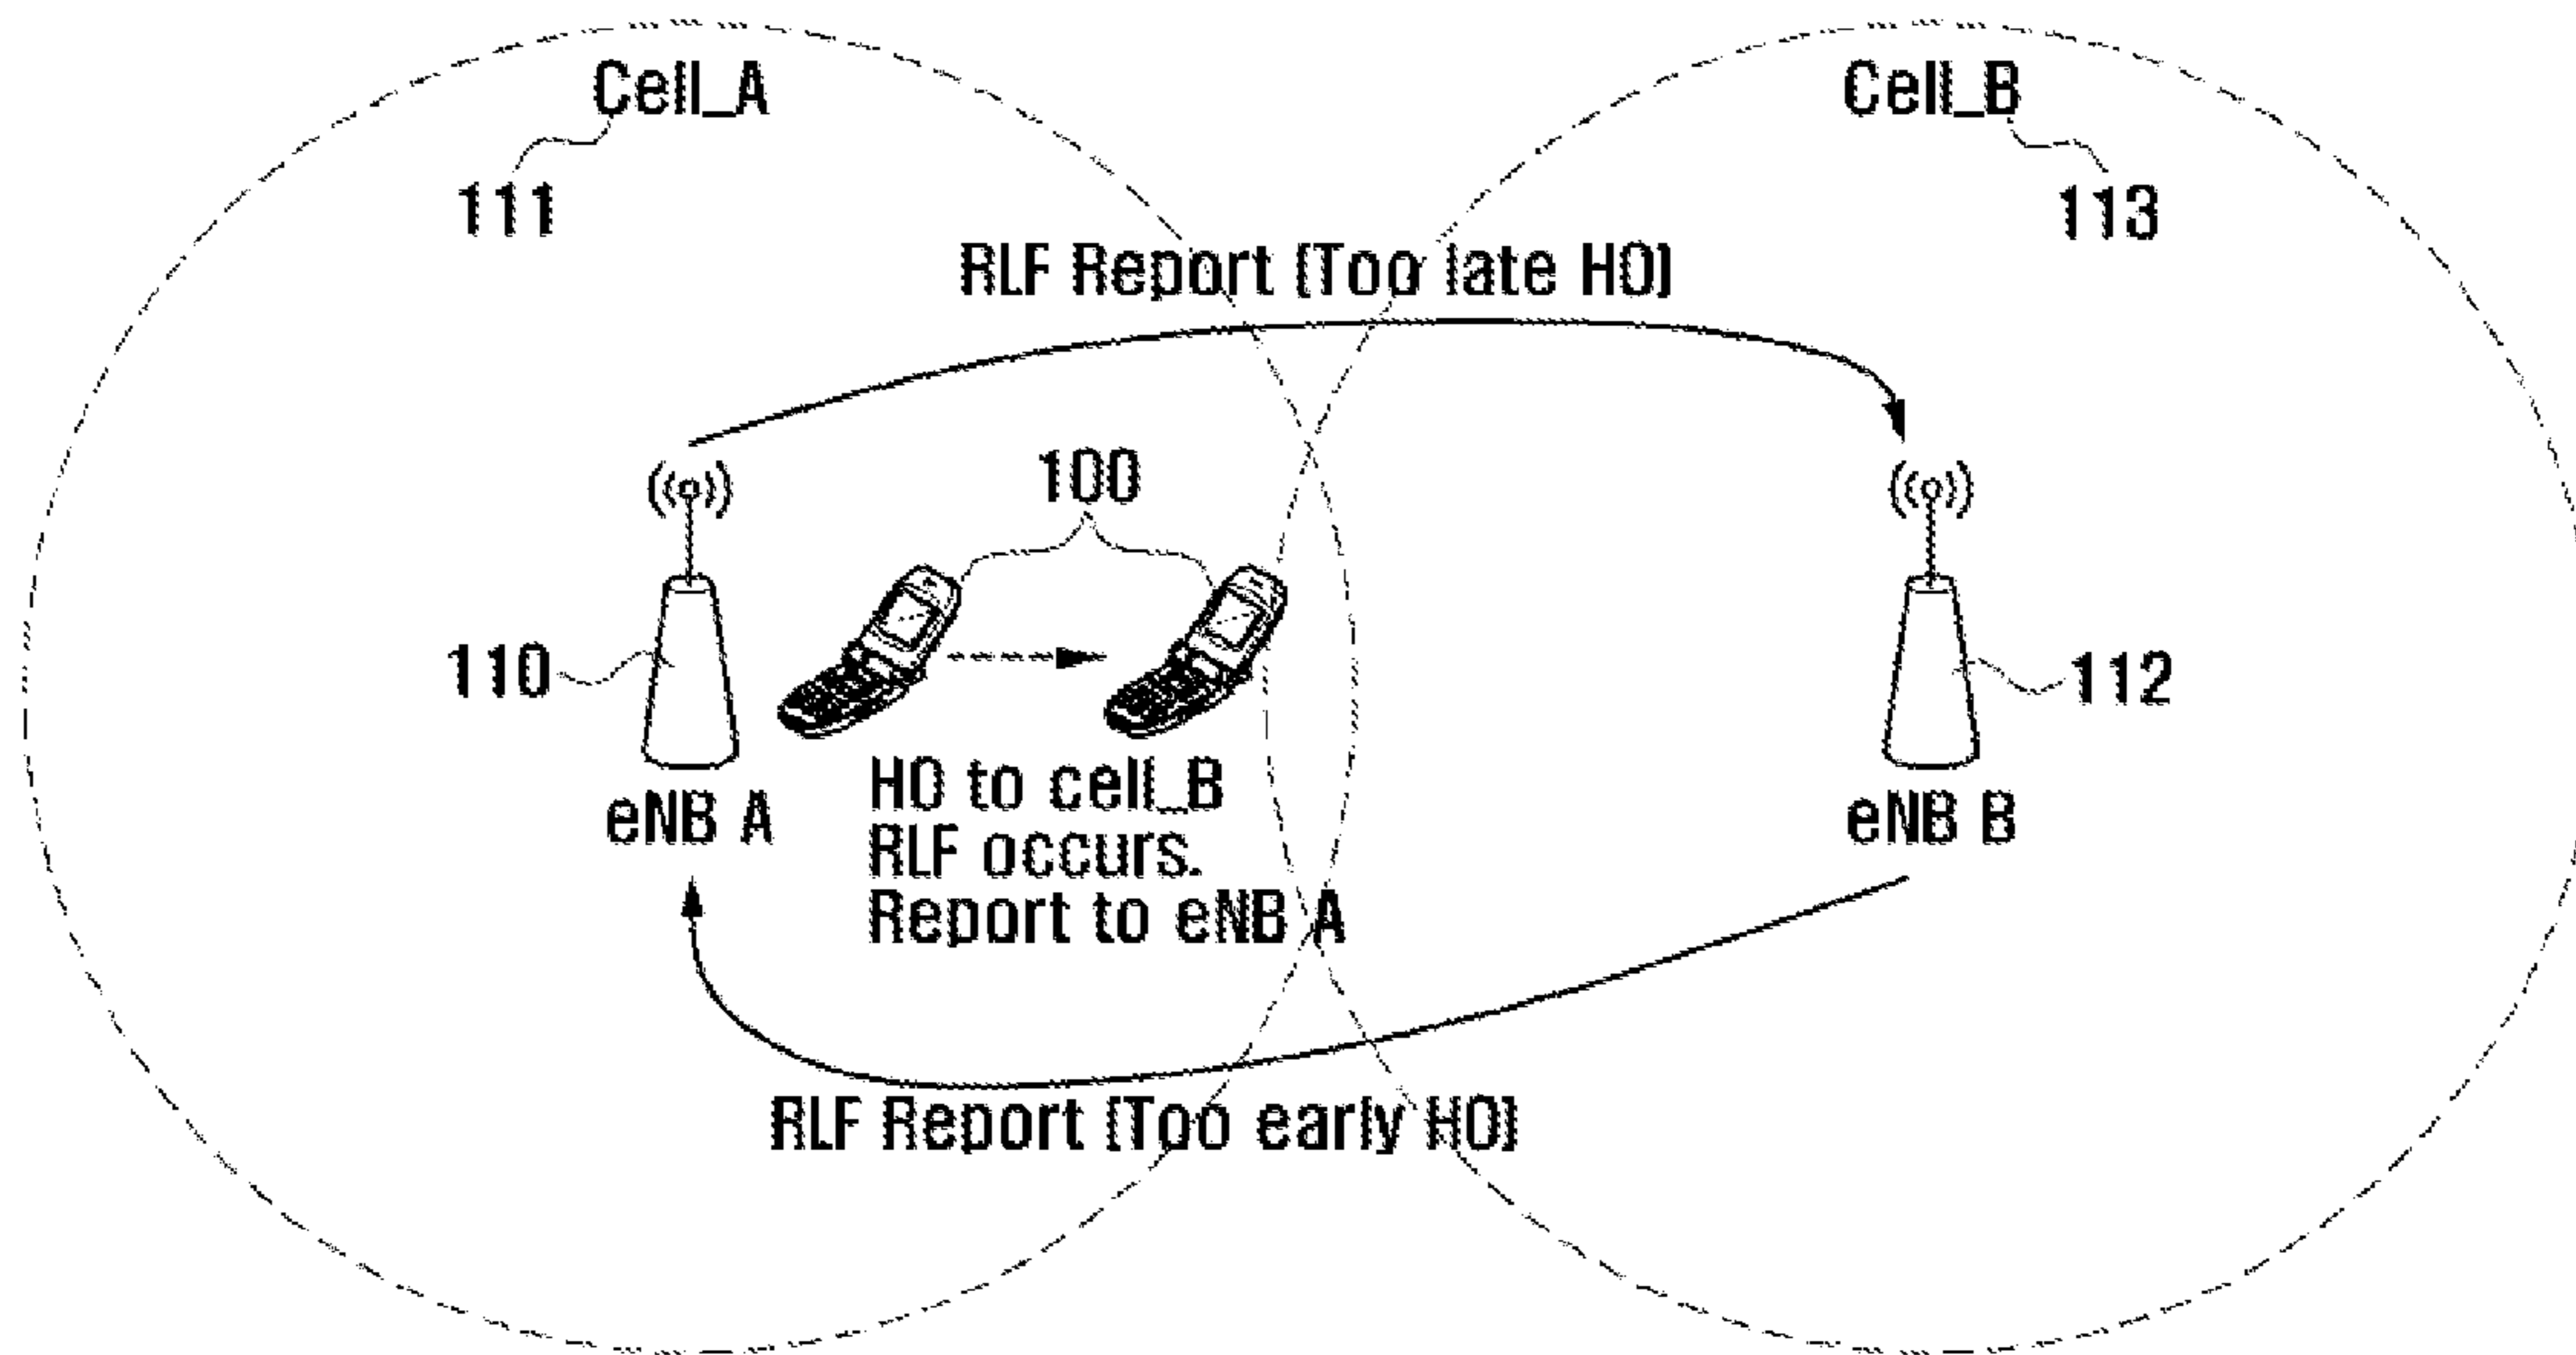 Cell_A
Cell_B
111
113
RLF Report [Too late HO]
100
110
112
HO to cell_B
RLF occurs.
Report to eNB A
eNB A
eNB B
RLF Report [Too early HO]